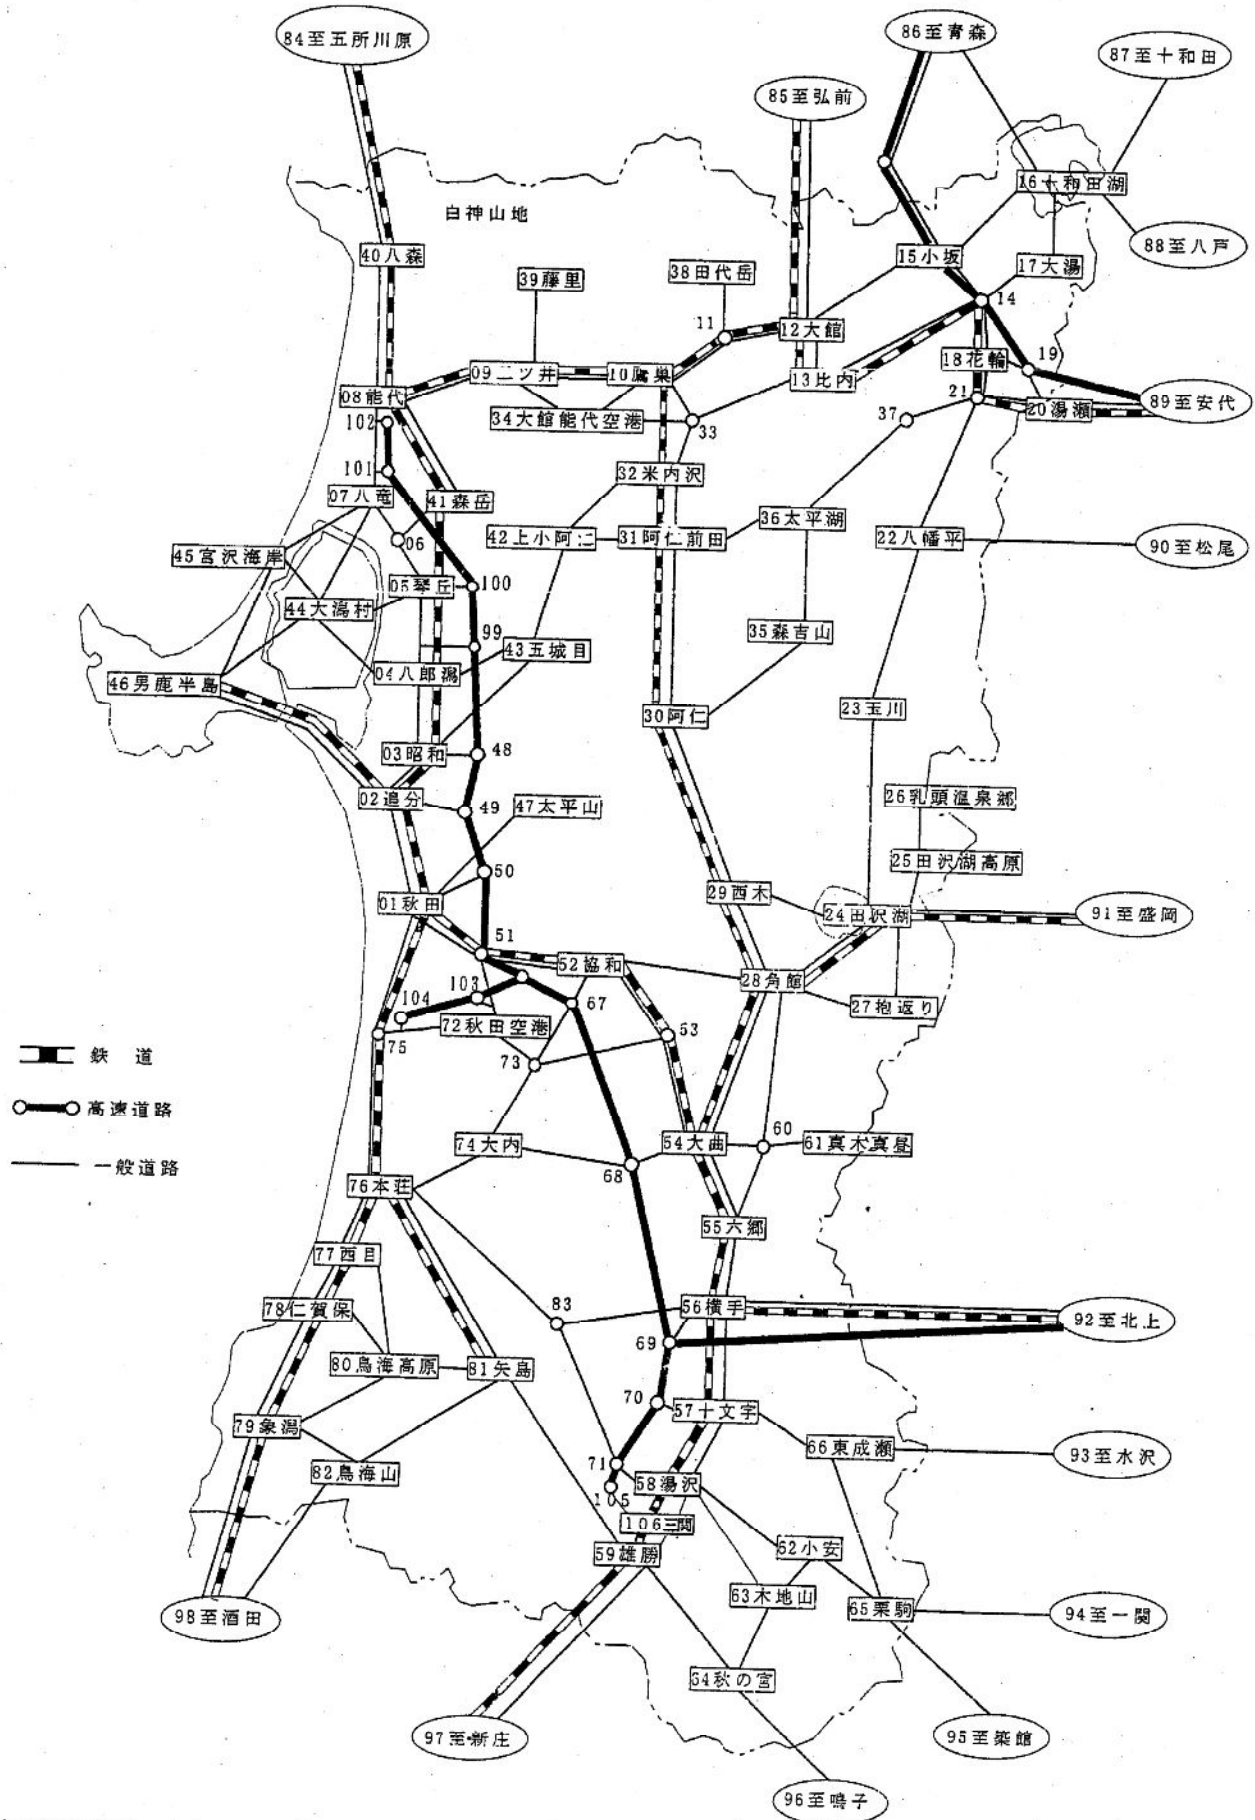 84至五所川原
86至青森
87至十和田
85至弘前
16十和田湖
白神山地
88至八戸
40八森
15小坂
17大湯
39藤里
38田代岳
14
11
12大館
18花輪
19
09二ツ井
10鷹巣
13比内
08能代
21
20湯瀬
89至安代
102
34大館能代空港
33
37
101
32米内沢
07八竜
41森岳
36太平湖
06
42上小阿仁
31阿仁前田
22八幡平
90至松尾
45宮沢海岸
05琴丘
100
44大潟村
35森吉山
99
43五城目
04八郎潟
46男鹿半島
30阿仁
23玉川
03昭和
48
02追分
26乳頭温泉郷
49
47太平山
25田沢湖高原
50
29西木
01秋田
24田沢湖
91至盛岡
51
52協和
28角館
103
27抱返り
104
67
72秋田空港
53
75
鉄道
73
高速道路
60
74大内
54大曲
61真木真昼
一般道路
68
76本荘
55六郷
77西目
83
56横手
78仁賀保
92至北上
69
80鳥海高原
81矢島
70
57十文字
79象潟
66東成瀬
93至水沢
71
82鳥海山
58湯沢
105
106三関
59雄勝
62小安
63木地山
65栗駒
94至一関
98至酒田
64秋の宮
97至新庄
95至築館
96至鳴子